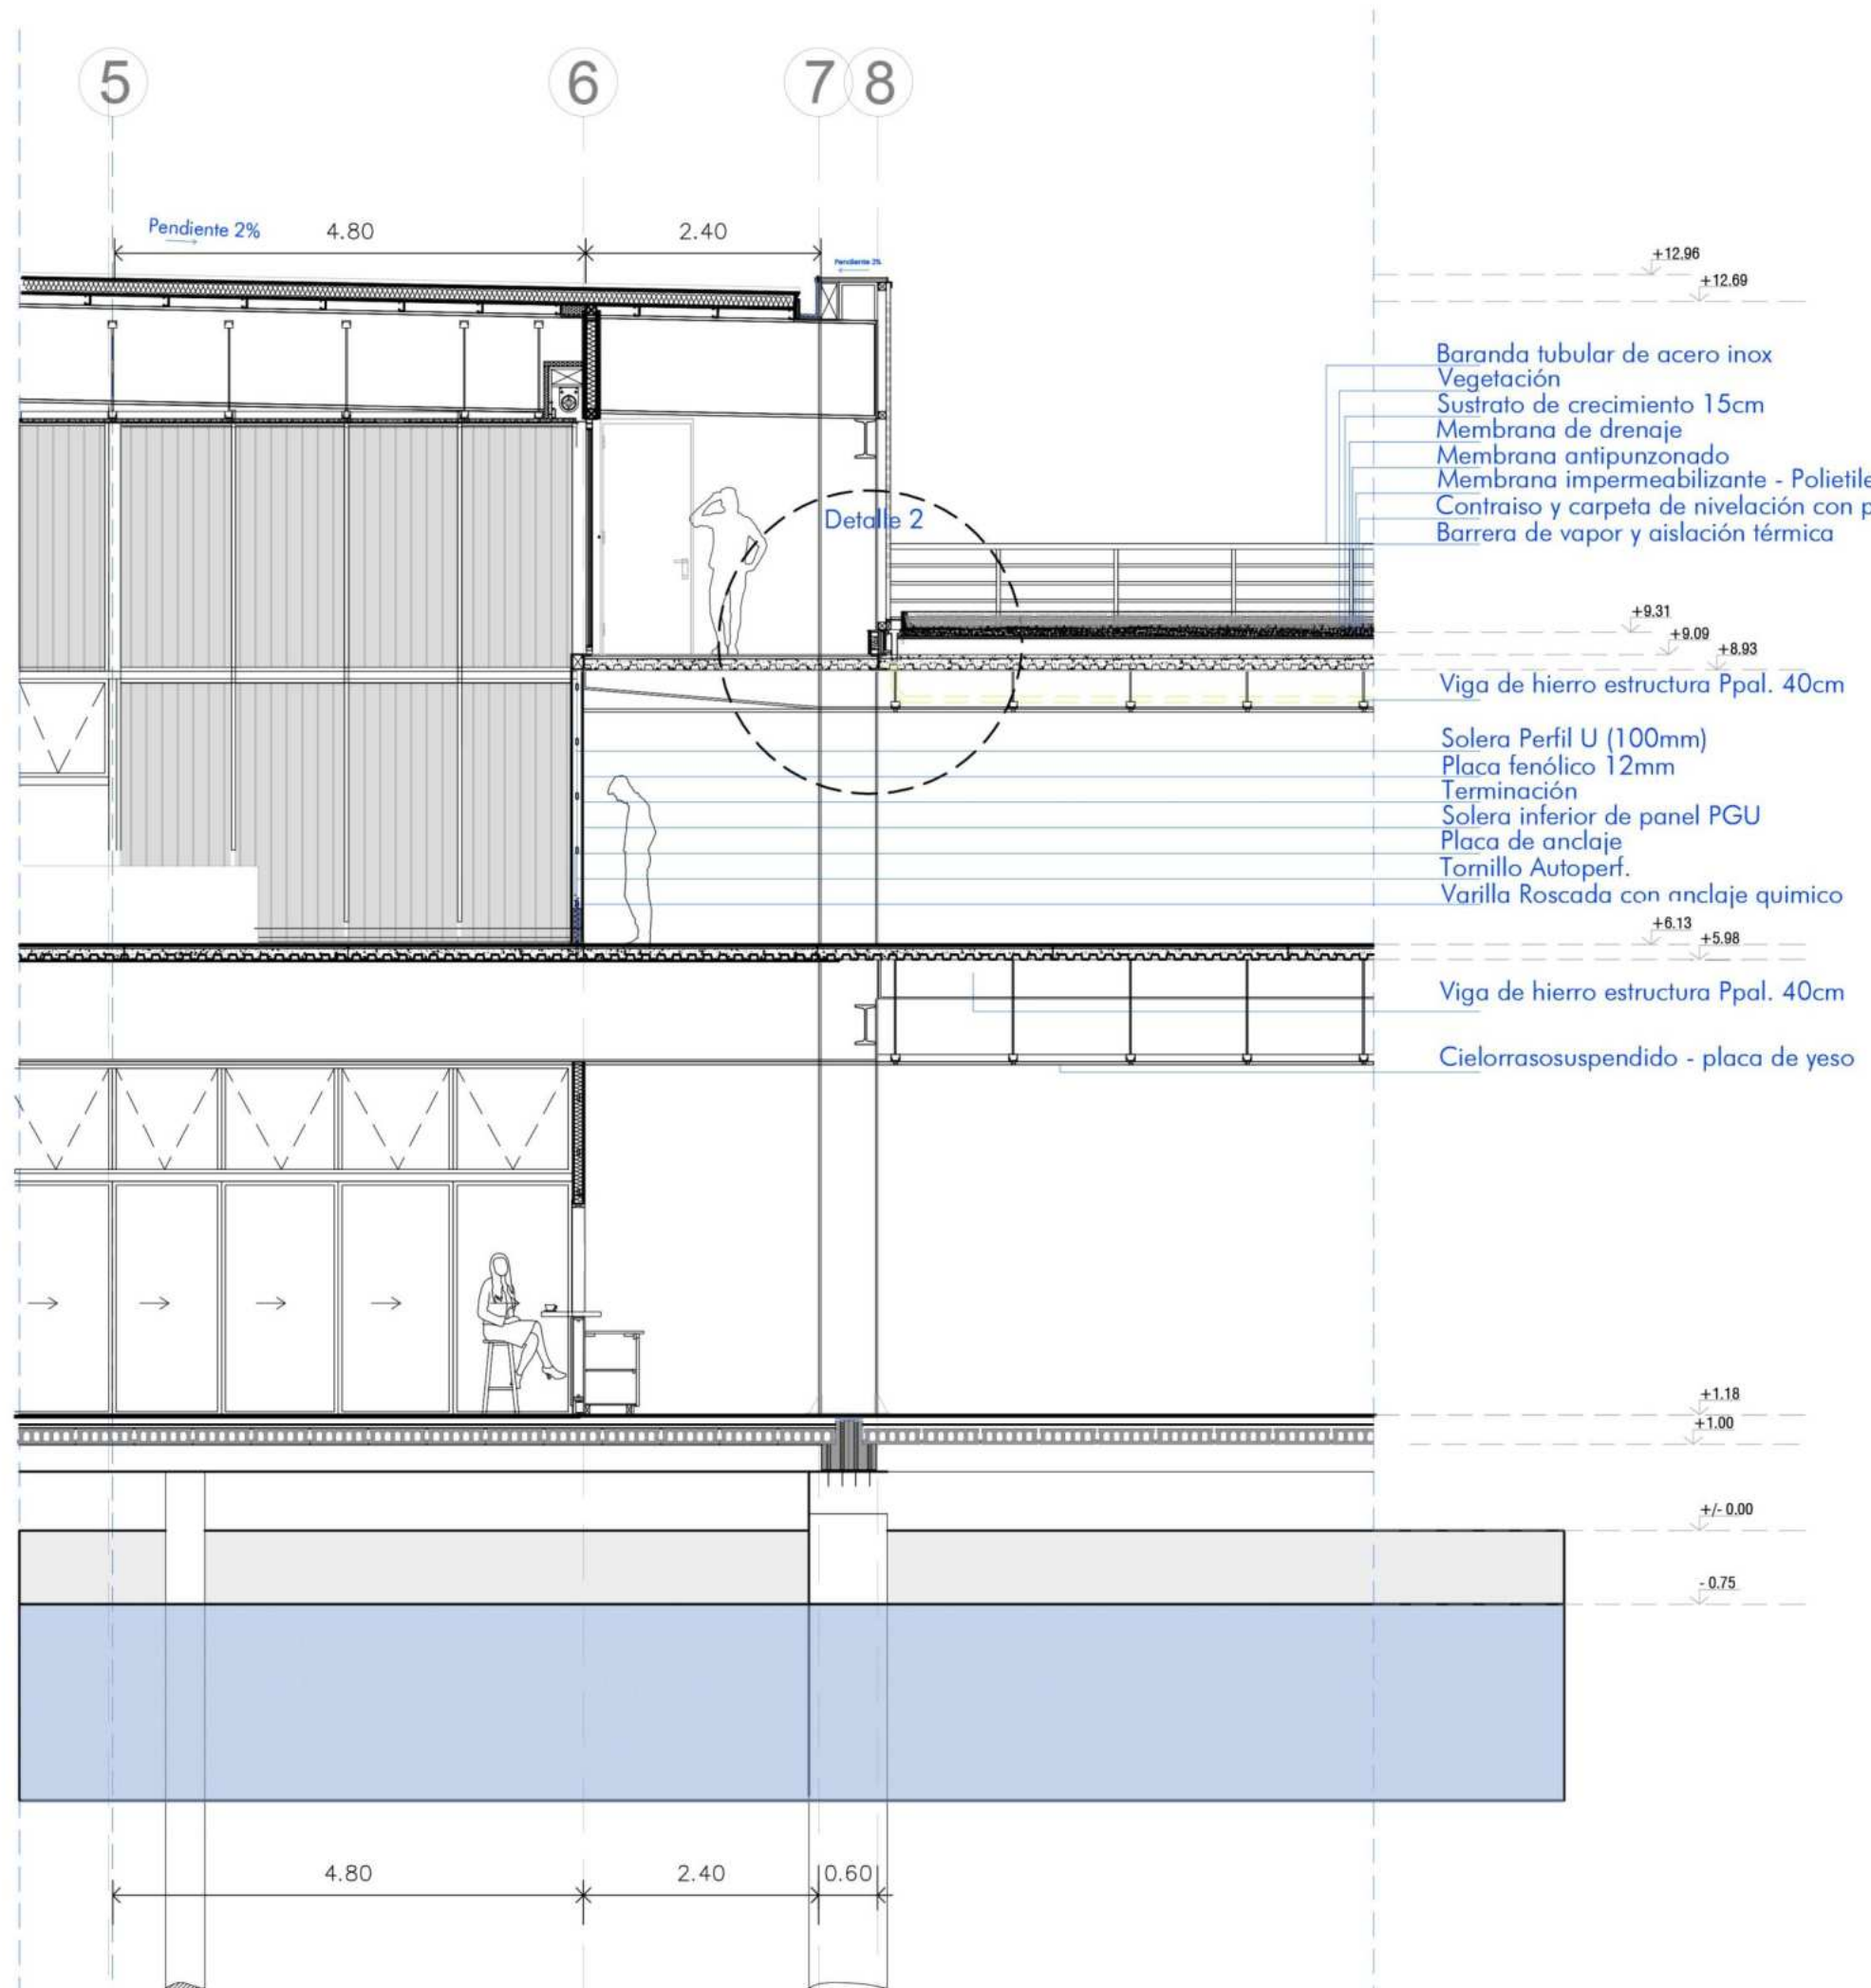 5
6
7
8
Pendiente 2%
4.80
2.40
Pendiente 2%
+12.96
+12.69
Baranda tubular de acero inox
Vegetación
Sustrato de crecimiento 15cm
Membrana de drenaje
Membrana antipunzonado
Membrana impermeabilizante - Polietile
Contraiso y carpeta de nivelación con p
Barrera de vapor y aislación térmica
Detalle 2
+9.31
+9.09
+8.93
Viga de hierro estructura Ppal. 40cm
Solera Perfil U (100mm)
Placa fenólico 12mm
Terminación
Solera inferior de panel PGU
Placa de anclaje
Tornillo Autoperf.
Varilla Roscada con anclaje quimico
+6.13
+5.98
Viga de hierro estructura Ppal. 40cm
Cielorrasosuspendido - placa de yeso
+1.18
+1.00
+/- 0.00
- 0.75
4.80
2.40
0.60